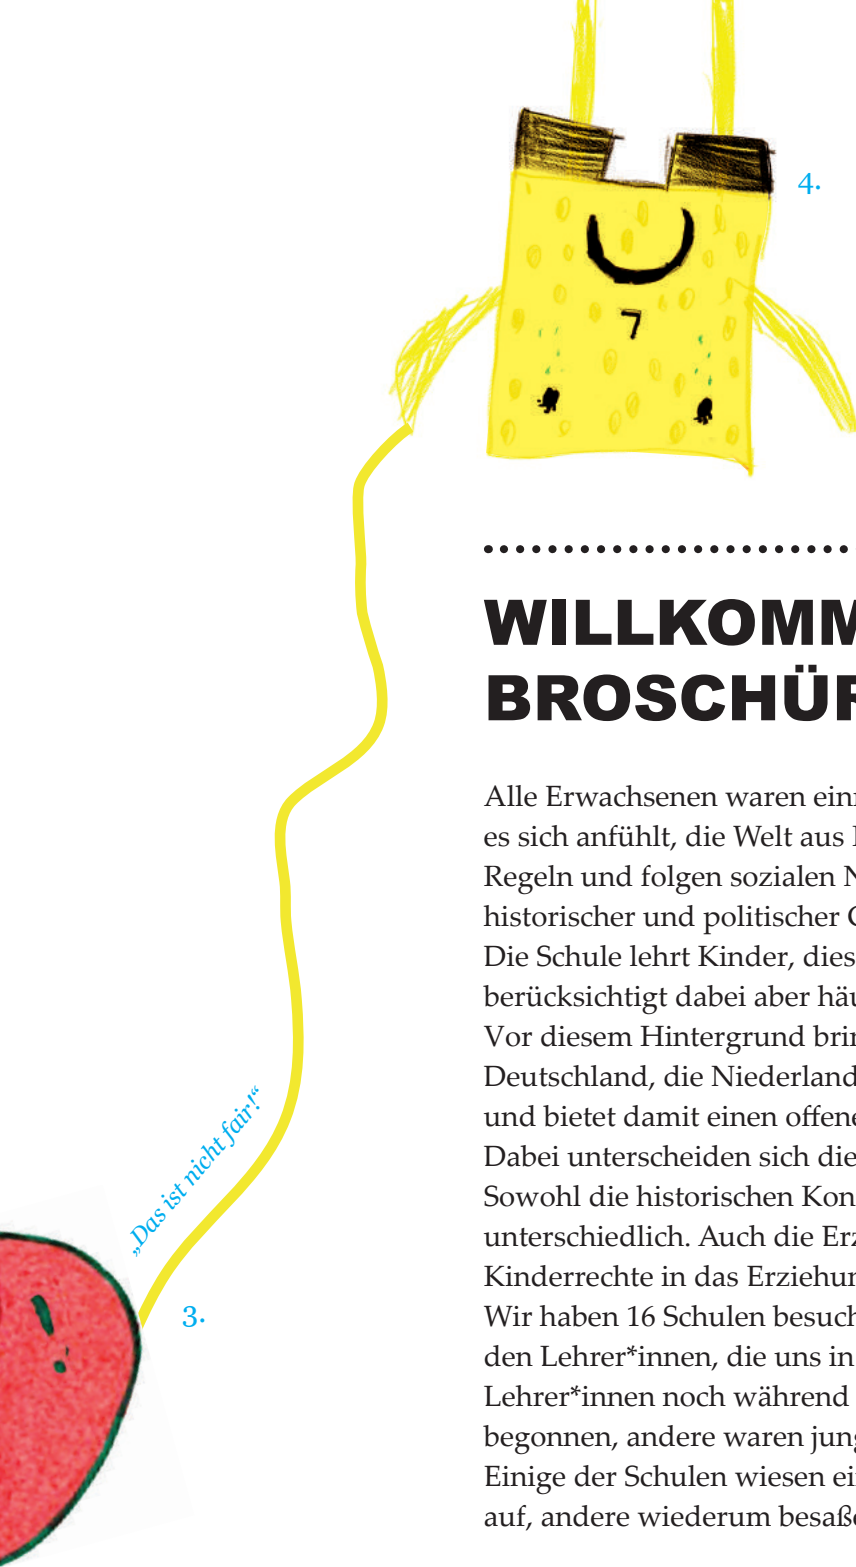 4.
WILLKOMM
BROSCHÜR
Alle Erwachsenen waren ein
es sich anfühlt, die Welt aus
Regeln und folgen sozialen N
historischer und politischer
Die Schule lehrt Kinder, dies
berücksichtigt dabei aber häu
Vor diesem Hintergrund brin
Deutschland, die Niederland
und bietet damit einen offene
Dabei unterscheiden sich die
Sowohl die historischen Kon
unterschiedlich. Auch die Erz
Kinderrechte in das Erziehun
Wir haben 16 Schulen besuch
den Lehrer*innen, die uns in
Lehrer*innen noch während
begonnen, andere waren jung
Einige der Schulen wiesen ei
auf, andere wiederum besaße
„Das ist nicht fair!“
3.